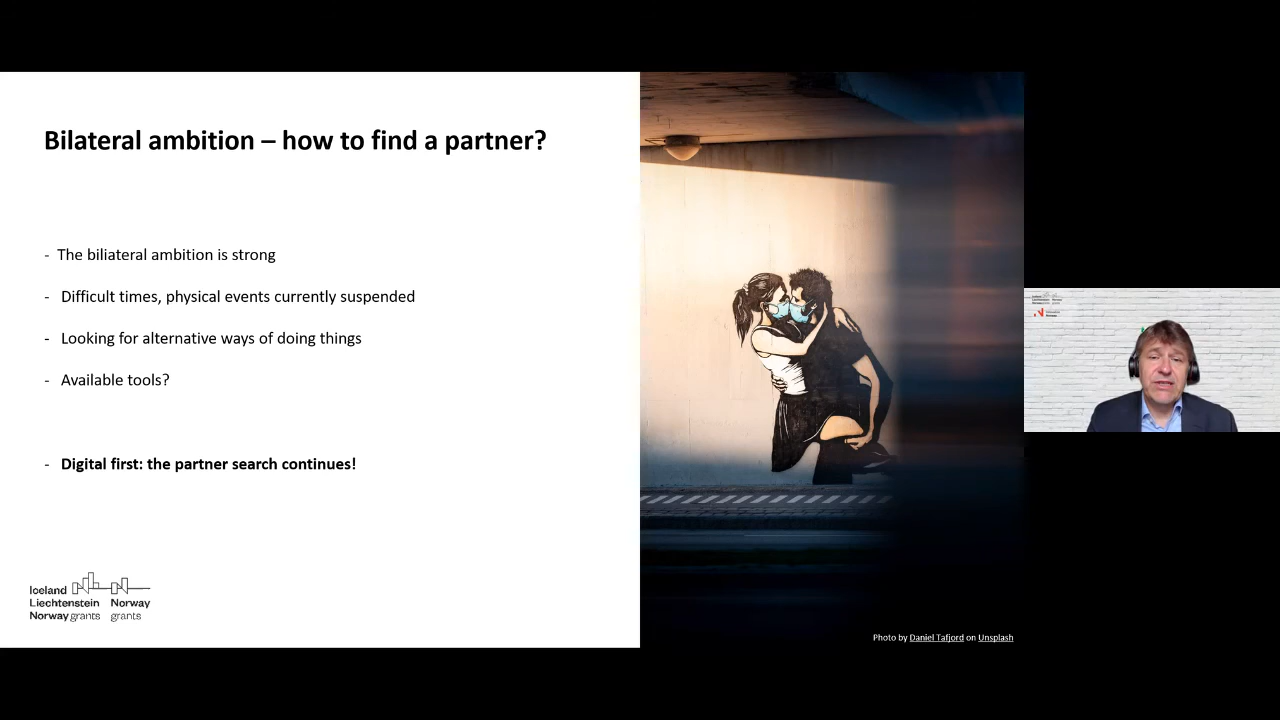 Bilateral ambition – how to find a partner?
- The biliateral ambition is strong
- Difficult times, physical events currently suspended
- Looking for alternative ways of doing things
- Available tools?
- Digital first: the partner search continues!
Iceland
Liechtenstein
Norway grants
Norway
grants
Photo by Daniel Tafjord on Unsplash